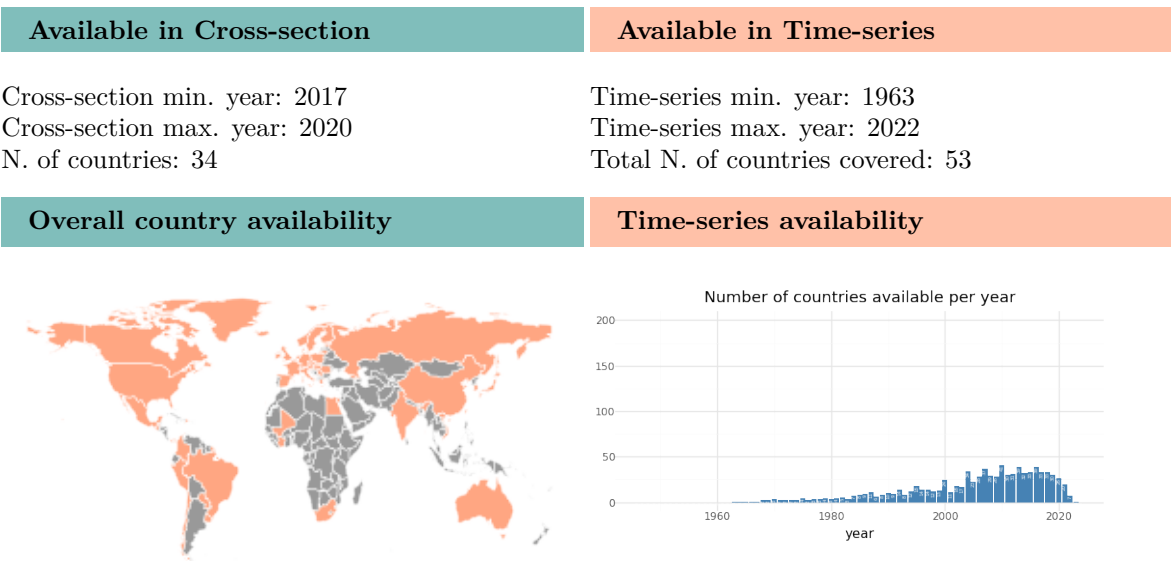 Available in Cross-section
Available in Time-series
Cross-section min. year: 2017
Cross-section max. year: 2020
N. of countries: 34
Time-series min. year: 1963
Time-series max. year: 2022
Total N. of countries covered: 53
Overall country availability
Time-series availability
Number of countries available per year
200
150
100
50
0
1960
1980
2000
2020
year